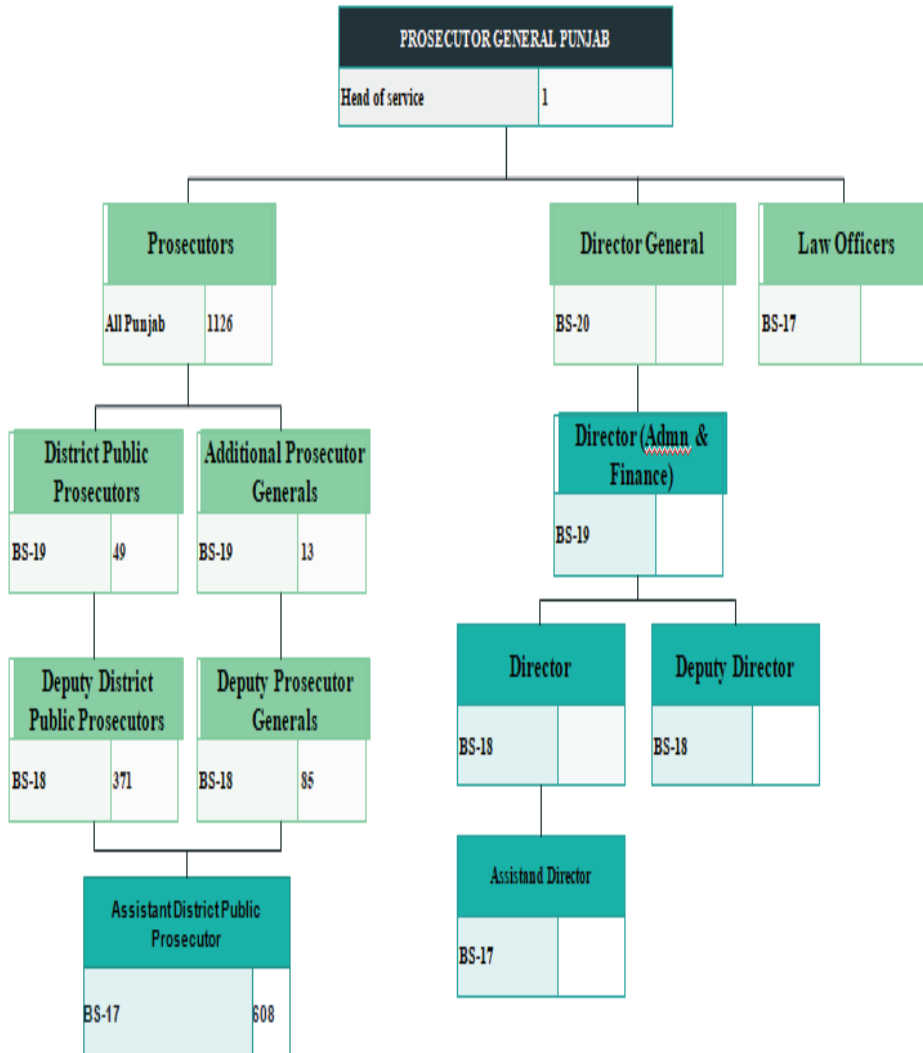 PROSECUTOR GENERAL PUNJAB
Head of service 1
Prosecutors
All Punjab 1126
Director General
BS-20
Law Officers
BS-17
District Public
Prosecutors
BS-19 49
Additional Prosecutor
Generals
BS-19 13
Director (Admn &
Finance)
BS-19
Deputy District
Public Prosecutors
BS-18 371
Deputy Prosecutor
Generals
BS-18 85
Director
BS-18
Deputy Director
BS-18
Assistant District Public
Prosecutor
BS-17 608
Assistand Director
BS-17